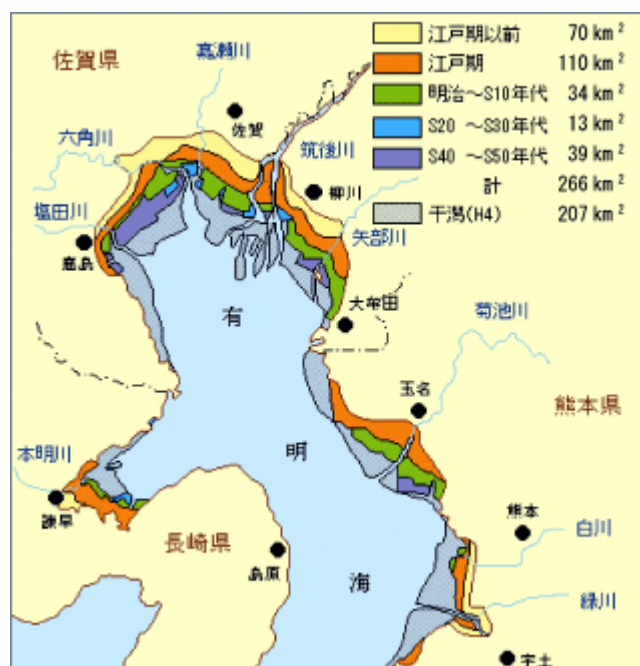 江戸期以前 70 km²
江戸期 110 km²
明治～S10年代 34 km²
S20 ～S30年代 13 km²
S40 ～S50年代 39 km²
計 266 km²
干潟(H4) 207 km²
佐賀県
嘉瀬川
佐賀
六角川
筑後川
柳川
塩田川
鹿島
矢部川
有
大牟田
菊池川
玉名
熊本県
本明川
明
諫早
長崎県
島原
熊本
白川
海
緑川
宇土